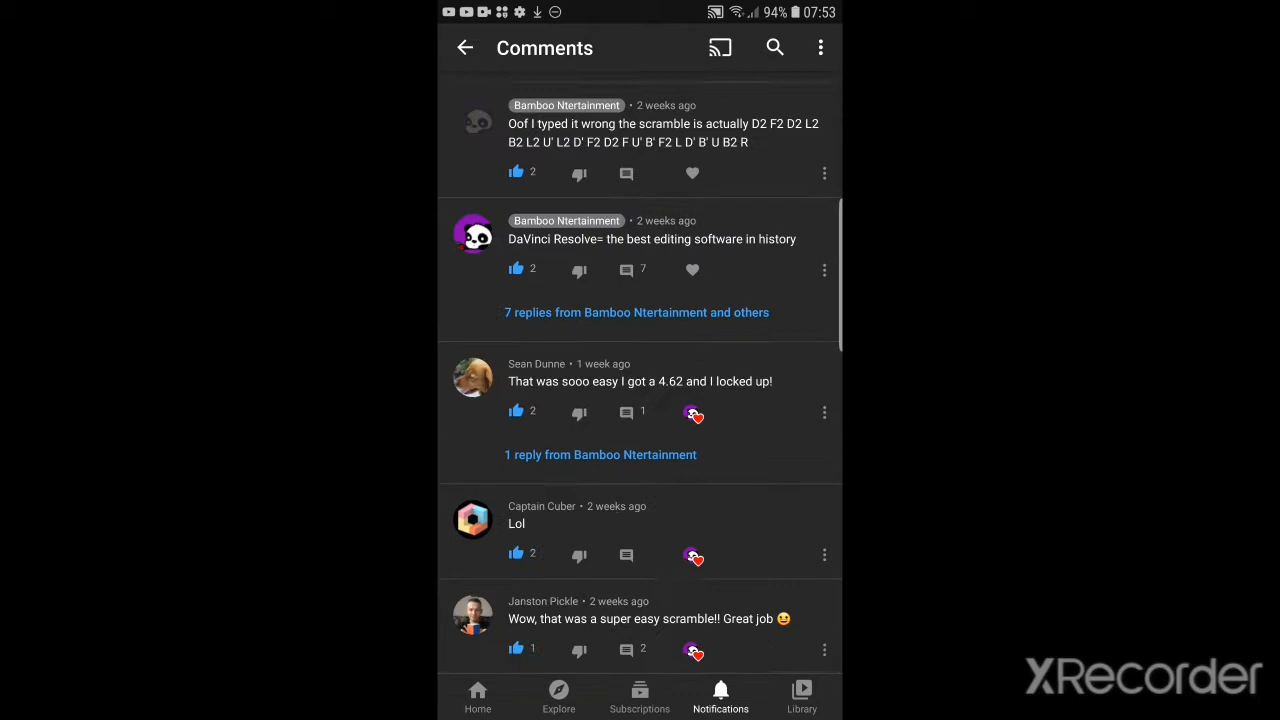 94% 07:53
Comments
Bamboo Ntertainment • 2 weeks ago
Oof I typed it wrong the scramble is actually D2 F2 D2 L2
B2 L2 U' L2 D' F2 D2 F U' B' F2 L D' B' U B2 R
2
Bamboo Ntertainment • 2 weeks ago
DaVinci Resolve= the best editing software in history
2 7
7 replies from Bamboo Ntertainment and others
Sean Dunne • 1 week ago
That was sooo easy I got a 4.62 and I locked up!
2 1
1 reply from Bamboo Ntertainment
Captain Cuber • 2 weeks ago
Lol
2
Janston Pickle • 2 weeks ago
Wow, that was a super easy scramble!! Great job 😉
1 2
Home Explore Subscriptions Notifications Library
XRecorder